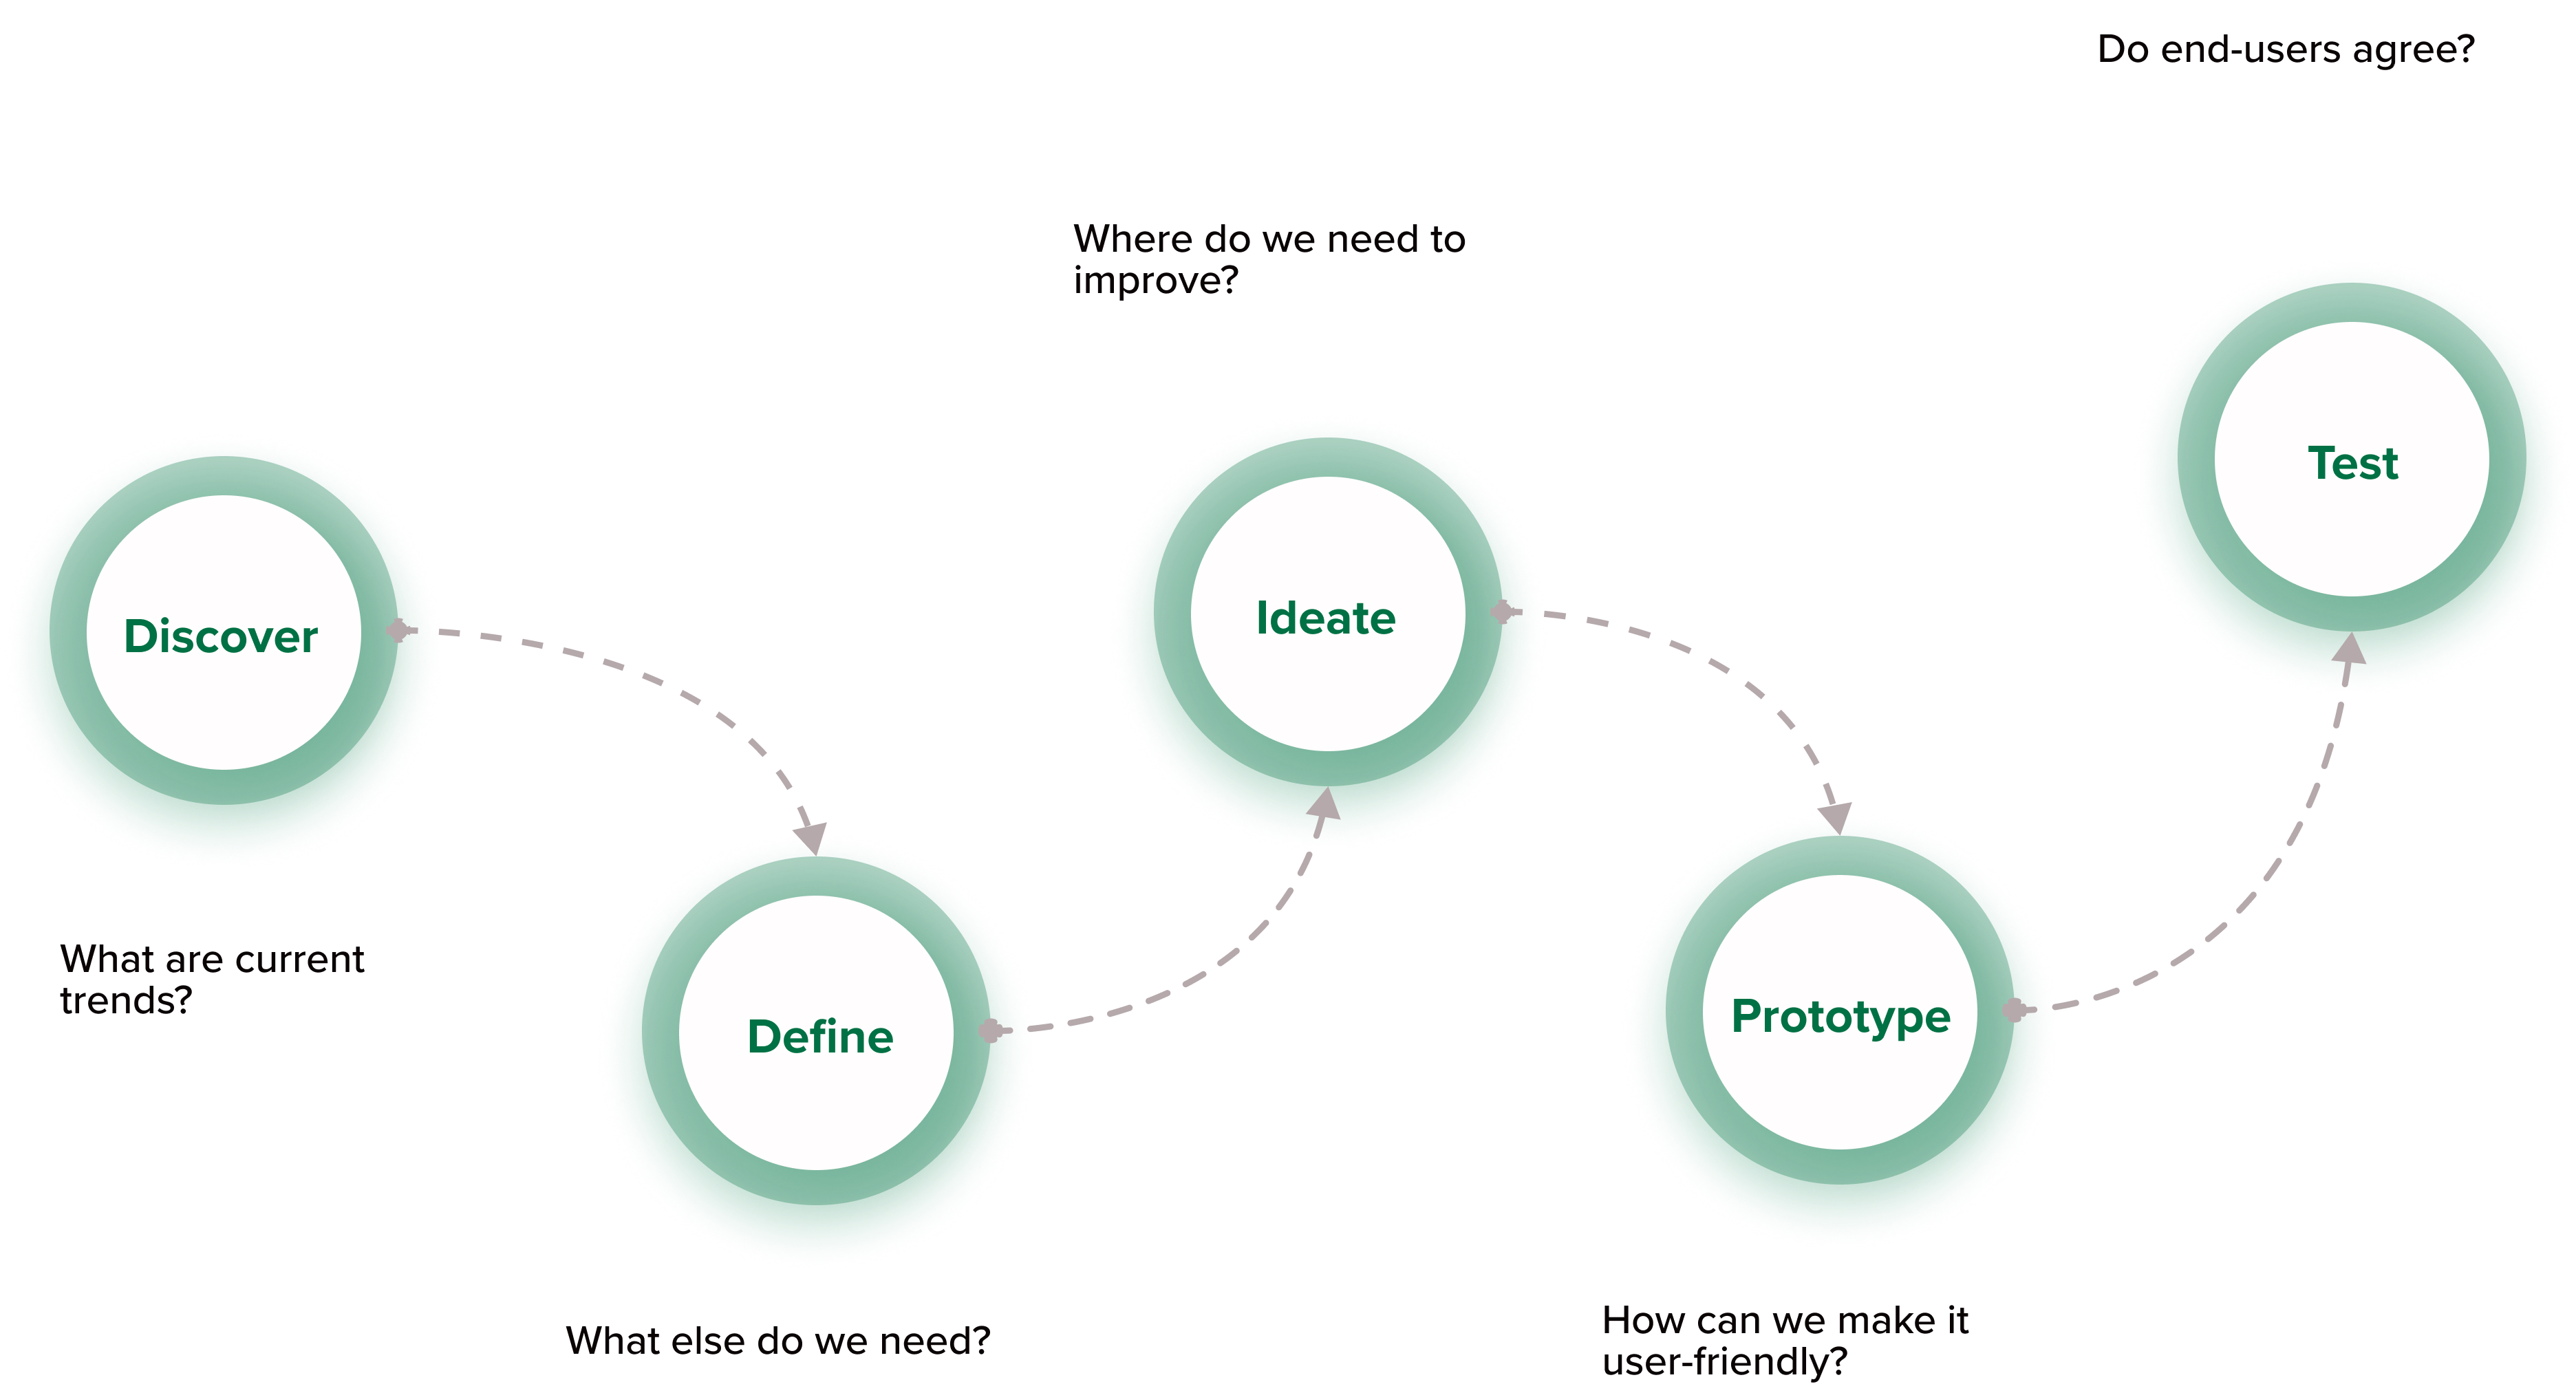 Discover
What are current
trends?
Define
What else do we need?
Where do we need to
improve?
Ideate
Prototype
How can we make it
user-friendly?
Do end-users agree?
Test